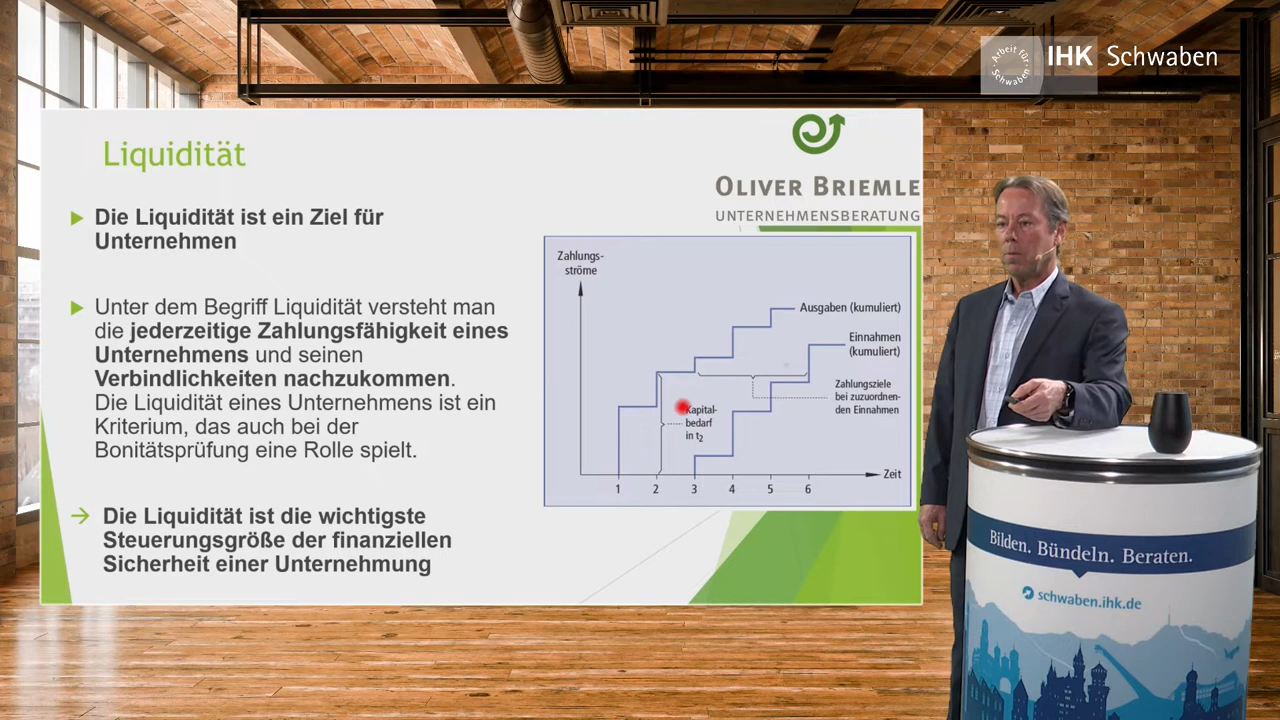 Arbeit für
Schwaben
IHK Schwaben
Liquidität
OLIVER BRIEMLE
UNTERNEHMENSBERATUNG
Die Liquidität ist ein Ziel für
Unternehmen
Unter dem Begriff Liquidität versteht man
die jederzeitige Zahlungsfähigkeit eines
Unternehmens und seinen
Verbindlichkeiten nachzukommen.
Die Liquidität eines Unternehmens ist ein
Kriterium, das auch bei der
Bonitätsprüfung eine Rolle spielt.
→ Die Liquidität ist die wichtigste
Steuerungsgröße der finanziellen
Sicherheit einer Unternehmung
Zahlungs-
ströme
Ausgaben (kumuliert)
Einnahmen
(kumuliert)
Zahlungsziele
bei zuzuordnen-
den Einnahmen
Kapital-
bedarf
in t2
Zeit
1 2 3 4 5 6
Bilden. Bündeln. Beraten.
schwaben.ihk.de